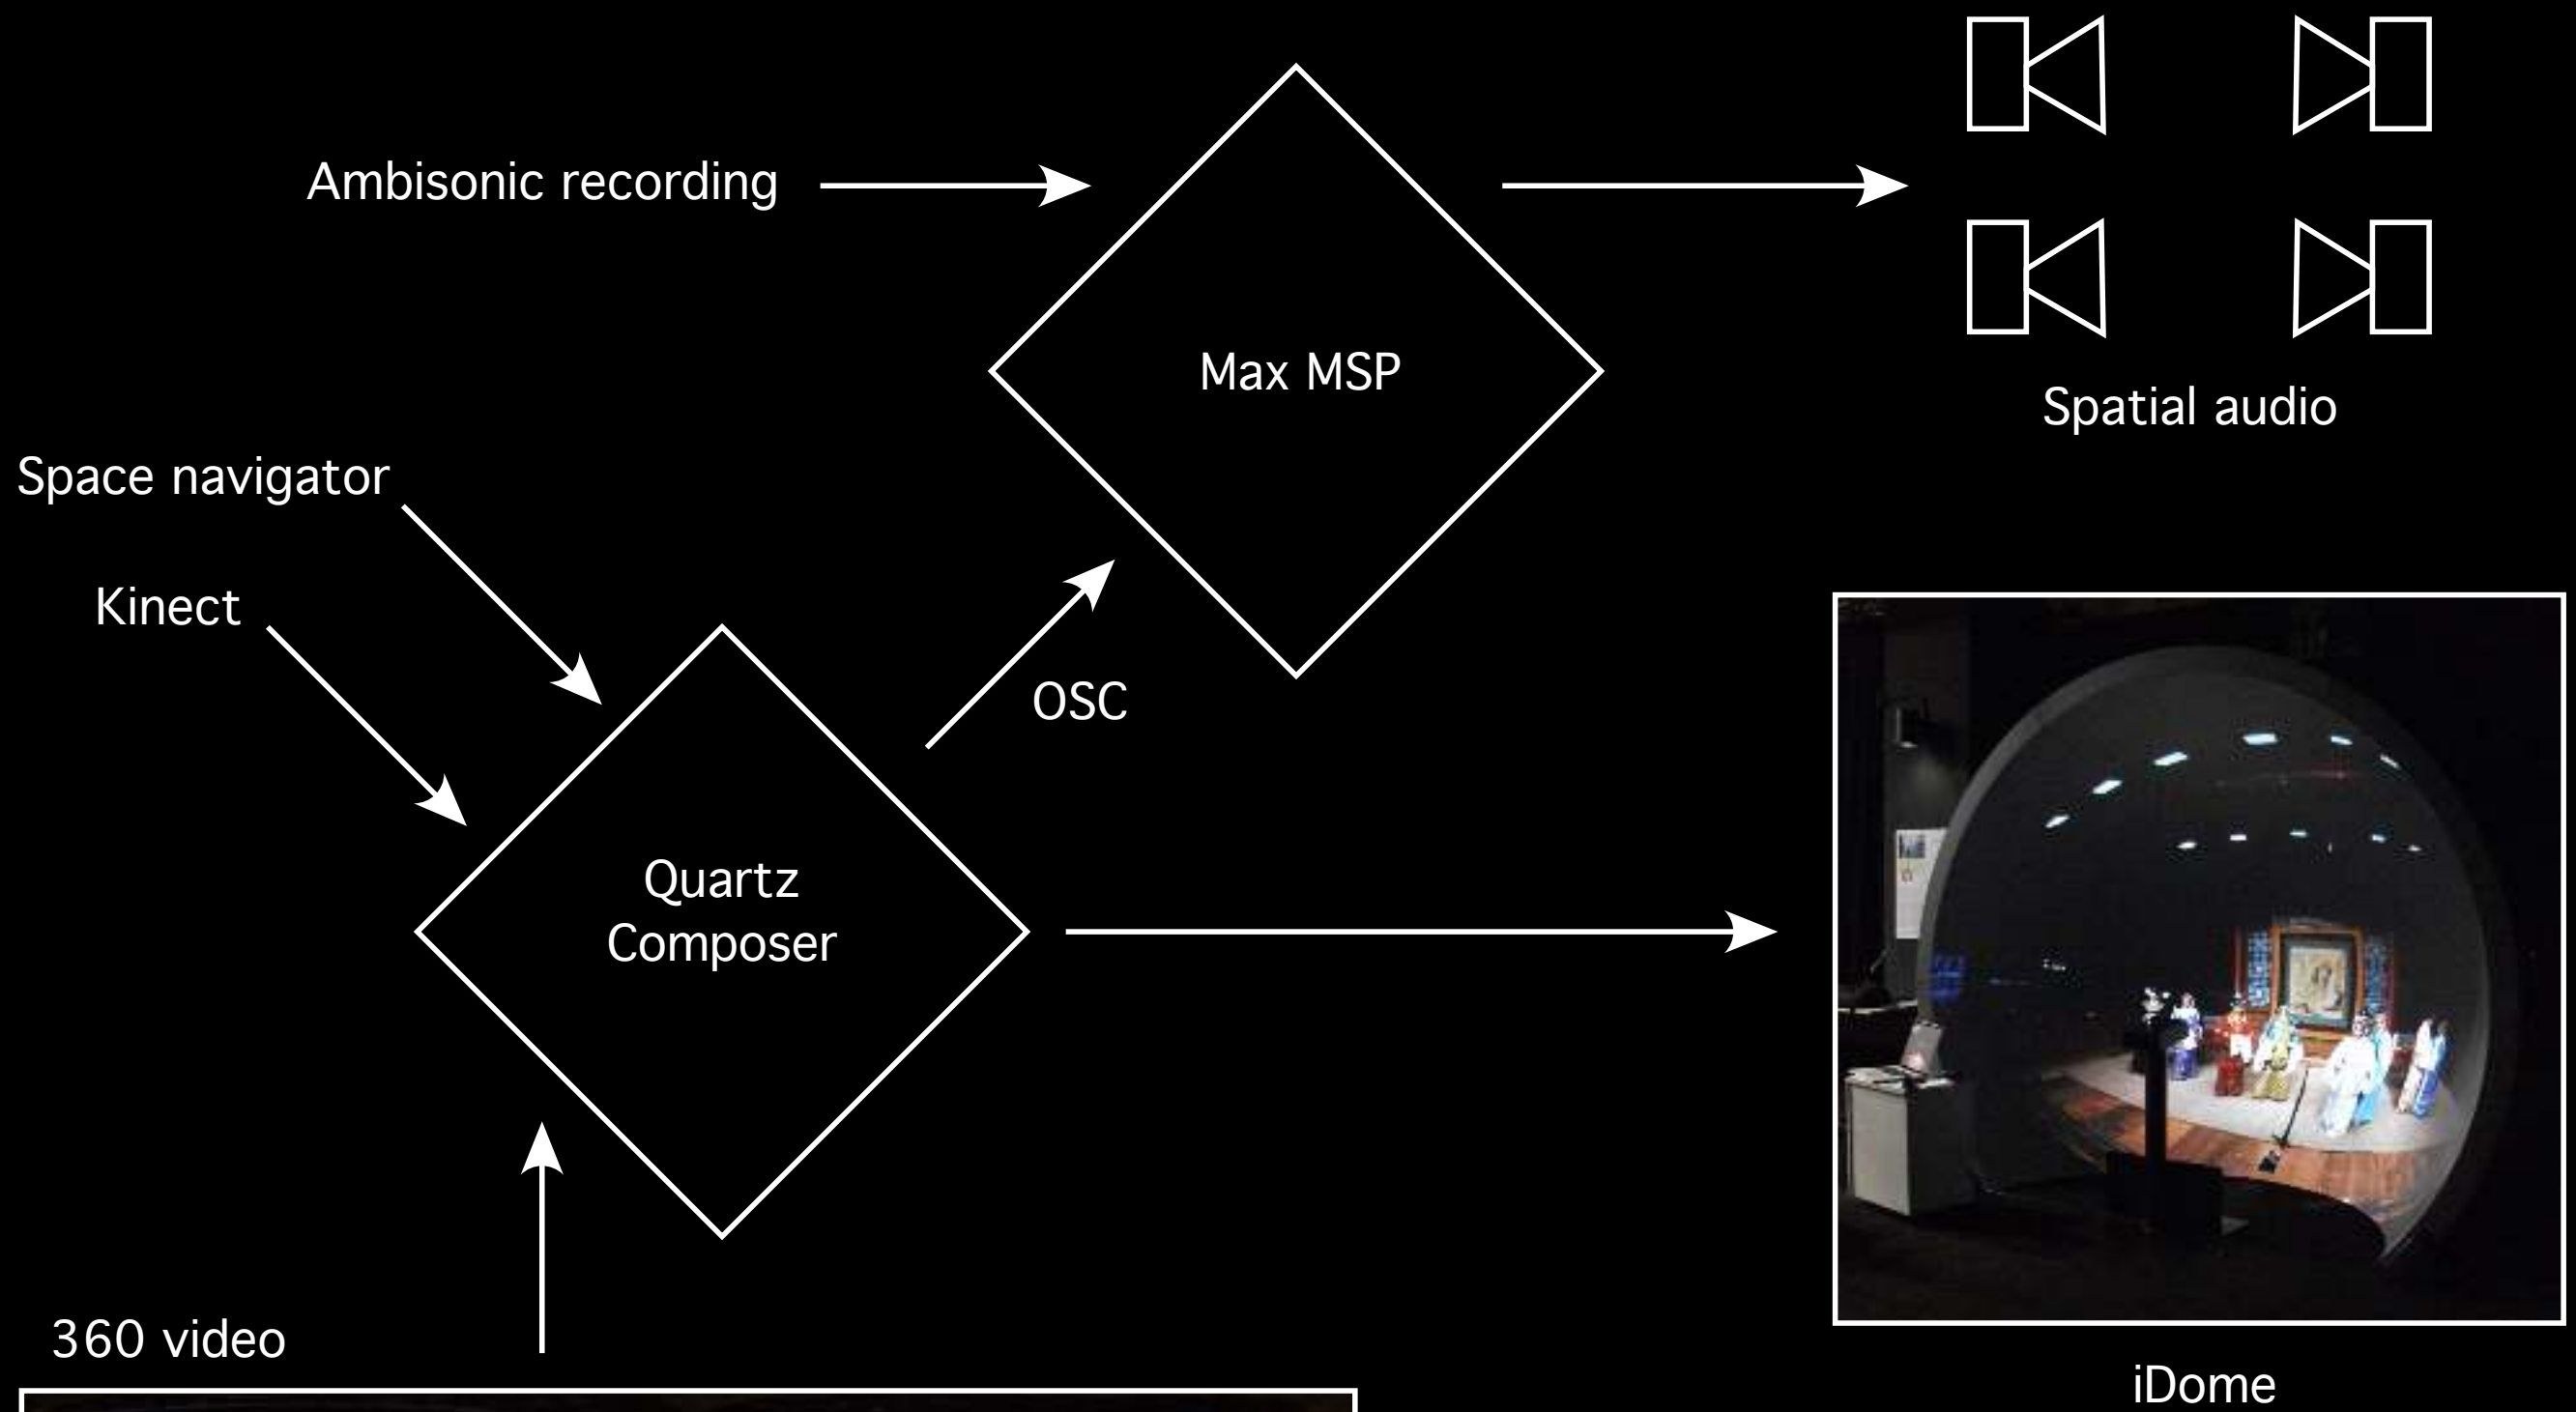 Ambisonic recording
Max MSP
Spatial audio
Space navigator
Kinect
OSC
Quartz
Composer
360 video
iDome